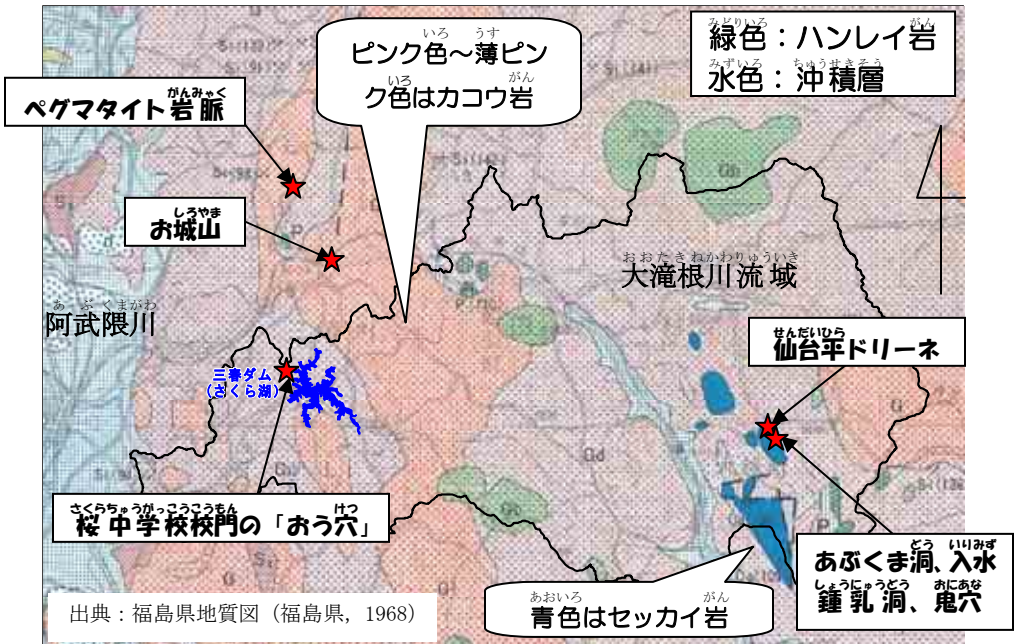 ピンク色～薄ピン
ク色はカコウ岩
緑色：ハンレイ岩
水色：沖積層
ペグマタイト岩脈
お城山
大滝根川流域
阿武隈川
仙台平ドリーネ
三春ダム
（さくら湖）
桜中学校校門の「おう穴」
あぶくま洞、入水
鍾乳洞、鬼穴
青色はセッカイ岩
出典：福島県地質図（福島県，1968）